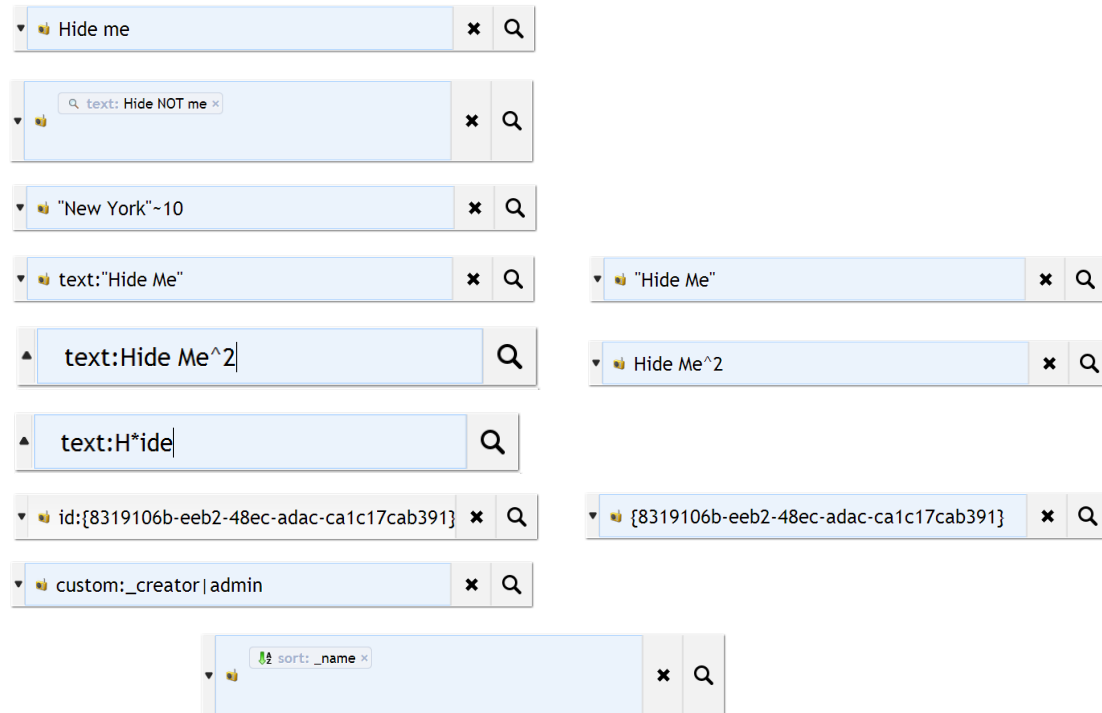 Hide me
text: Hide NOT me ×
"New York"~10
text:"Hide Me"
"Hide Me"
text:Hide Me^2
Hide Me^2
text:H*ide
id:{8319106b-eeb2-48ec-adac-ca1c17cab391}
{8319106b-eeb2-48ec-adac-ca1c17cab391}
custom:_creator|admin
sort: _name ×